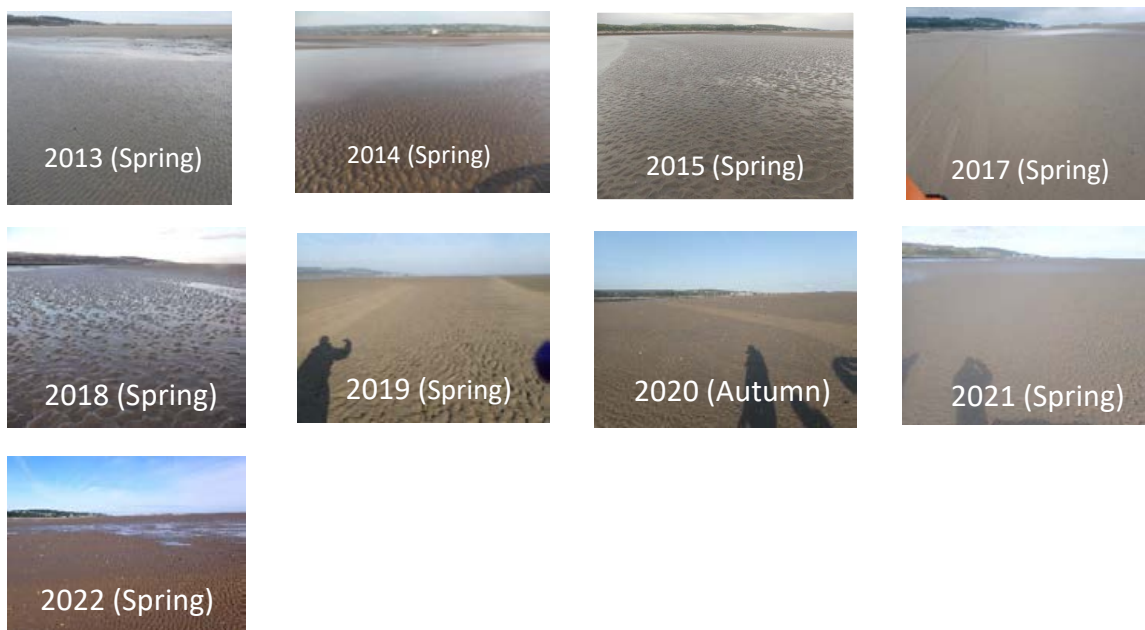 2013 (Spring)
2014 (Spring)
2015 (Spring)
2017 (Spring)
2018 (Spring)
2019 (Spring)
2020 (Autumn)
2021 (Spring)
2022 (Spring)